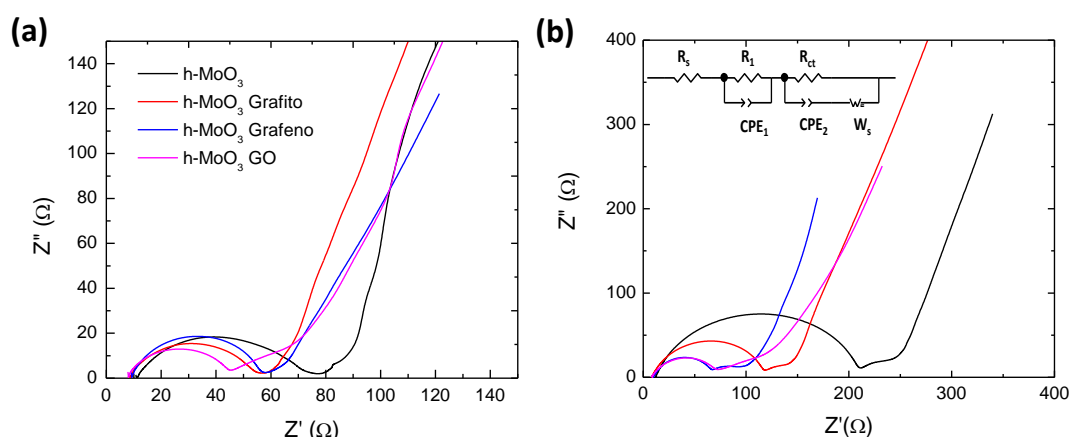 (a)
140
120
100
80
60
40
20
0
Z'' (Ω)
h-MoO₃
h-MoO₃ Grafito
h-MoO₃ Grafeno
h-MoO₃ GO
0 20 40 60 80 100 120 140
Z' (Ω)
(b)
400
300
200
100
0
Z'' (Ω)
Rₛ R₁ R_ct
CPE₁ CPE₂ Wₛ
0 100 200 300 400
Z'(Ω)